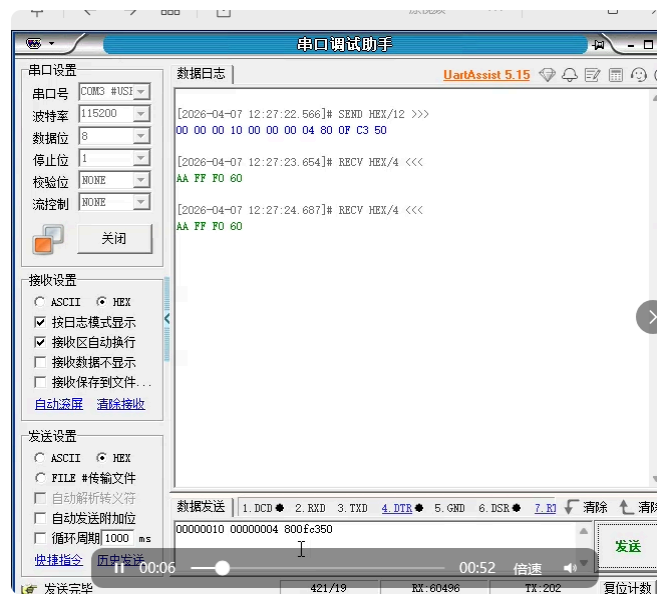 串口调试助手
串口设置
串口号 COM3 #USI
波特率 115200
数据位 8
停止位 1
校验位 NONE
流控制 NONE
关闭
接收设置
ASCII HEX
按日志模式显示
接收区自动换行
接收数据不显示
接收保存到文件...
自动滚屏 清除接收
发送设置
ASCII HEX
FILE #传输文件
自动解析转义符
自动发送附加位
循环周期 1000 ms
快捷指令 历史发送
数据日志 UartAssist 5.15
[2026-04-07 12:27:22.566]# SEND HEX/12 >>>
00 00 00 10 00 00 00 04 80 0F C3 50
[2026-04-07 12:27:23.654]# RECV HEX/4 <<<
AA FF F0 60
[2026-04-07 12:27:24.687]# RECV HEX/4 <<<
AA FF F0 60
数据发送 1.DCD 2.RXD 3.TXD 4.DTR 5.GND 6.DSR 7.RT 清除 清除
00000010 00000004 800fc350
发送
00:06 00:52 倍速
发送完毕 421/19 RX:60496 TX:202 复位计数